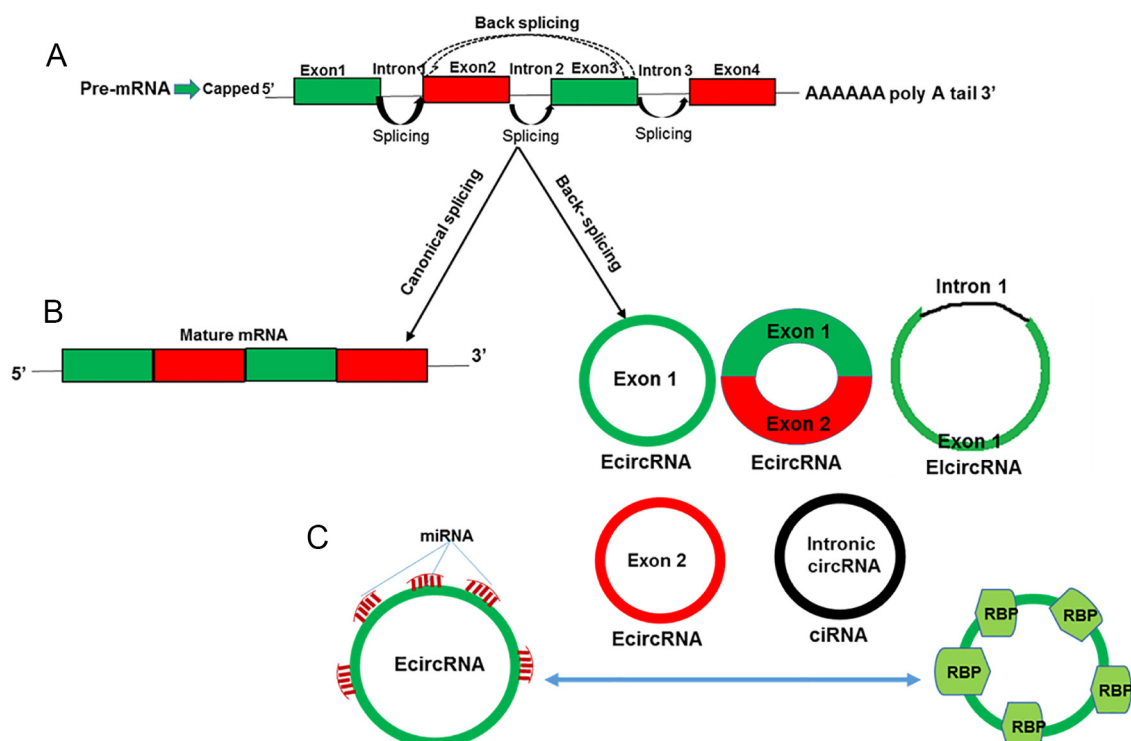 A
Back splicing
Exon1 Intron 1 Exon2 Intron 2 Exon3 Intron 3 Exon4
Pre-mRNA Capped 5’ AAAAAA poly A tail 3’
Splicing Splicing Splicing
Canonical splicing
Back- splicing
B
Mature mRNA
5’ 3’
Exon 1
EcircRNA
Exon 1
Exon 2
EcircRNA
Intron 1
Exon 1
ElcircRNA
C
miRNA
EcircRNA
Exon 2
EcircRNA
Intronic
circRNA
ciRNA
RBP
RBP
RBP
RBP
RBP